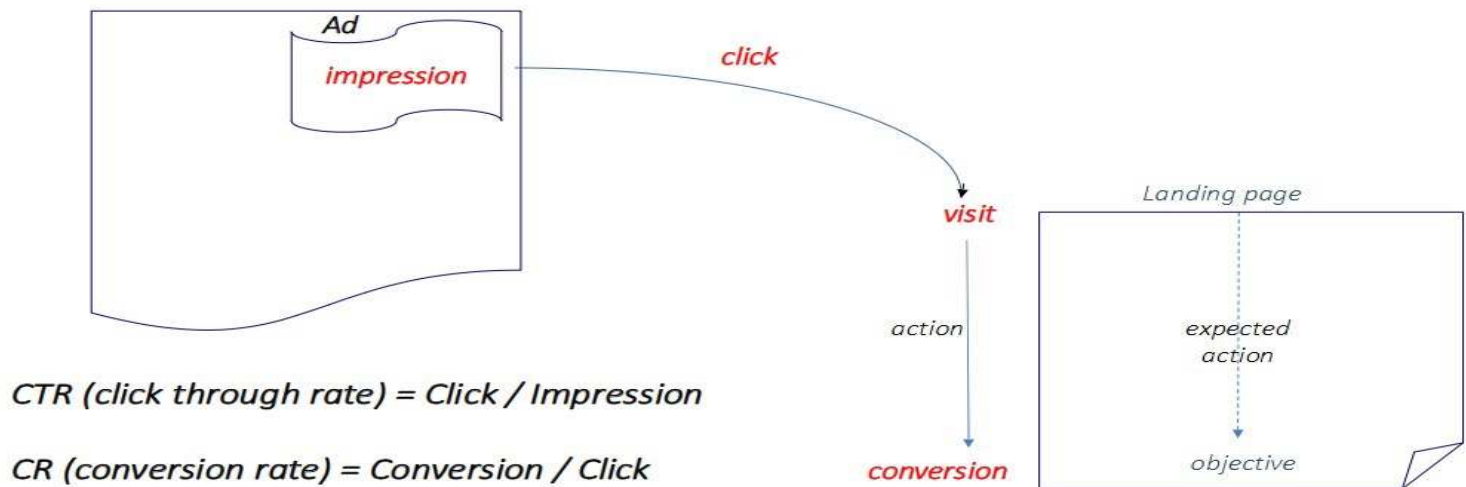 Ad
impression
click
visit
Landing page
action
expected
action
CTR (click through rate) = Click / Impression
CR (conversion rate) = Conversion / Click
conversion
objective